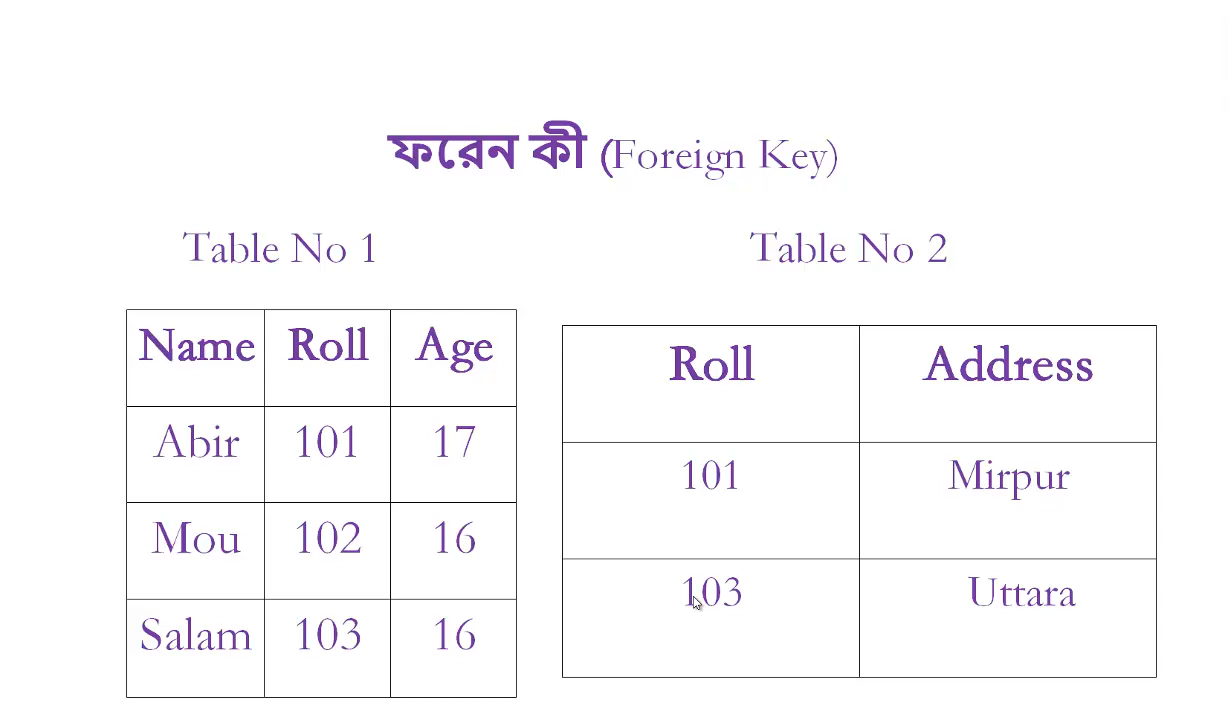 ফরেন কী (Foreign Key)
Table No 1
Table No 2
Name Roll Age
Abir 101 17
Mou 102 16
Salam 103 16
Roll Address
101 Mirpur
103 Uttara